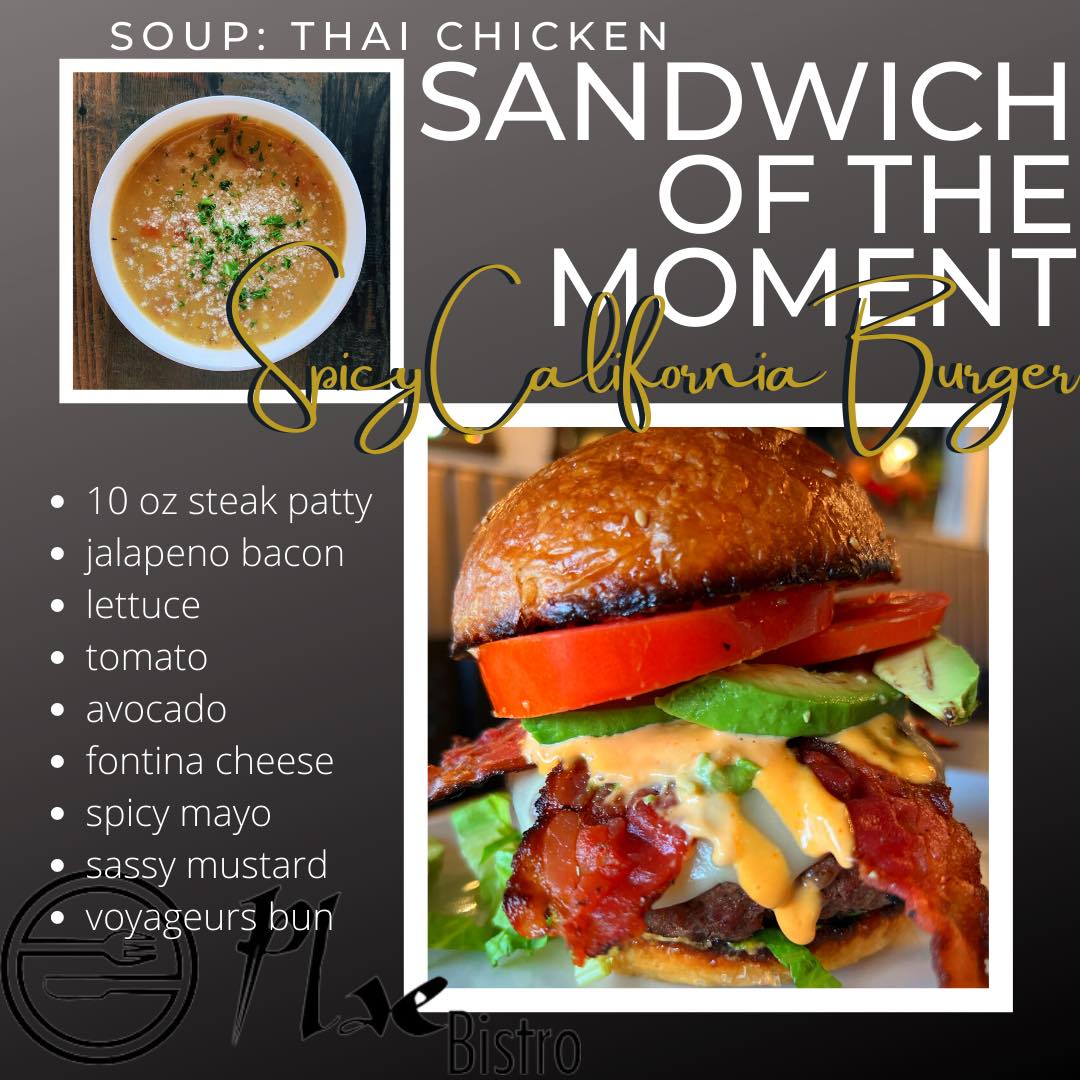 SOUP: THAI CHICKEN
SANDWICH
OF THE
MOMENT
Spicy California Burger
• 10 oz steak patty
• jalapeno bacon
• lettuce
• tomato
• avocado
• fontina cheese
• spicy mayo
• sassy mustard
• voyageurs bun
Plae
Bistro